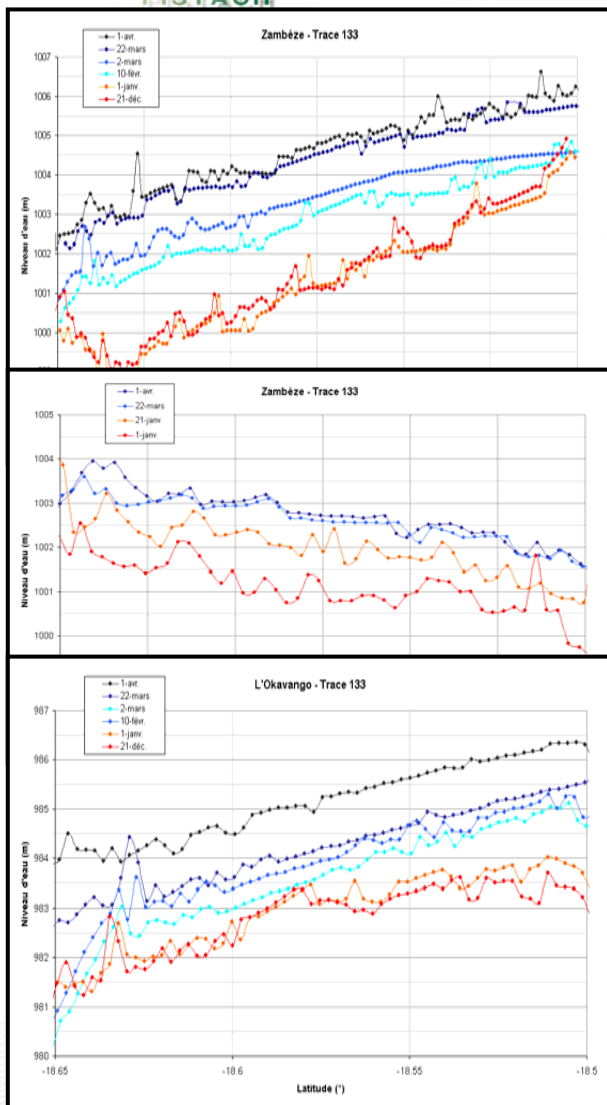 Zambèze - Trace 133
1-avr.
22-mars
2-mars
10-févr.
1-janv.
21-déc.
Niveau d'eau (m)
1007
1006
1005
1004
1003
1002
1001
1000
Zambèze - Trace 133
1-avr.
22-mars
21-janv.
1-janv.
Niveau d'eau (m)
1005
1004
1003
1002
1001
1000
L'Okavango - Trace 133
1-avr.
22-mars
2-mars
10-févr.
1-janv.
21-déc.
Niveau d'eau (m)
987
986
985
984
983
982
981
980
-18.65 -18.6 -18.55 -18.5
Latitude (°)